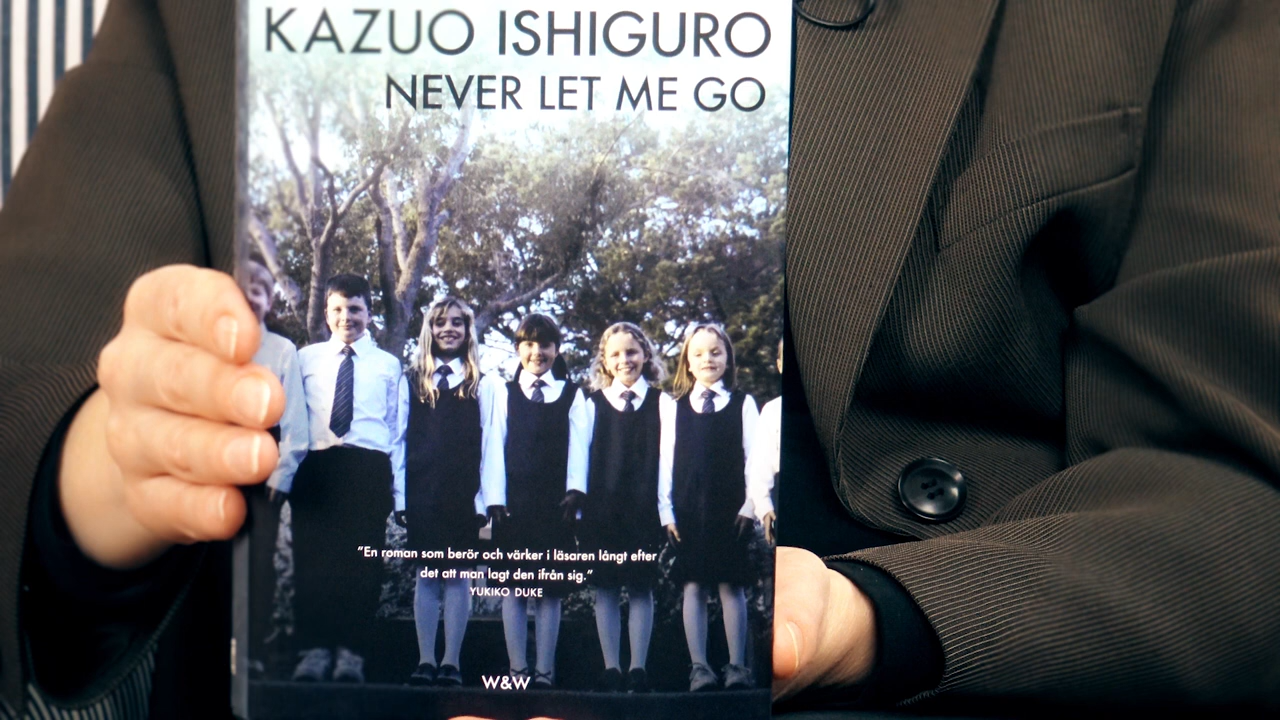 KAZUO ISHIGURO
NEVER LET ME GO
"En roman som berör och värker i läsaren långt efter
det att man lagt den ifrån sig."
YUKIKO DUKE
W&W